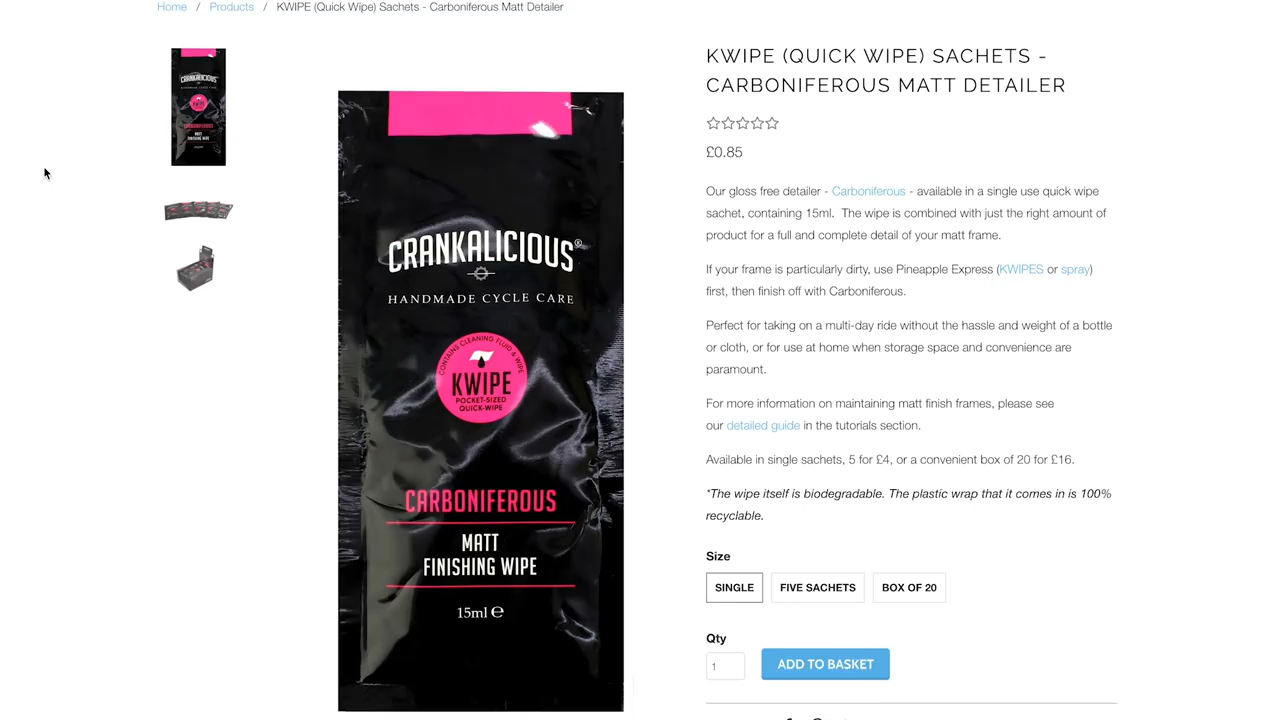 Home / Products / KWIPE (Quick Wipe) Sachets - Carboniferous Matt Detailer
CRANKALICIOUS®
HANDMADE CYCLE CARE
CONTAINS CLEANING FLUID & WIPE
KWIPE
POCKET-SIZED
QUICK-WIPE
CARBONIFEROUS
MATT
FINISHING WIPE
15ml ℮
KWIPE (QUICK WIPE) SACHETS -
CARBONIFEROUS MATT DETAILER
£0.85
Our gloss free detailer - Carboniferous - available in a single use quick wipe
sachet, containing 15ml. The wipe is combined with just the right amount of
product for a full and complete detail of your matt frame.
If your frame is particularly dirty, use Pineapple Express (KWIPES or spray)
first, then finish off with Carboniferous.
Perfect for taking on a multi-day ride without the hassle and weight of a bottle
or cloth, or for use at home when storage space and convenience are
paramount.
For more information on maintaining matt finish frames, please see
our detailed guide in the tutorials section.
Available in single sachets, 5 for £4, or a convenient box of 20 for £16.
*The wipe itself is biodegradable. The plastic wrap that it comes in is 100%
recyclable.
Size
SINGLE FIVE SACHETS BOX OF 20
Qty
1 ADD TO BASKET